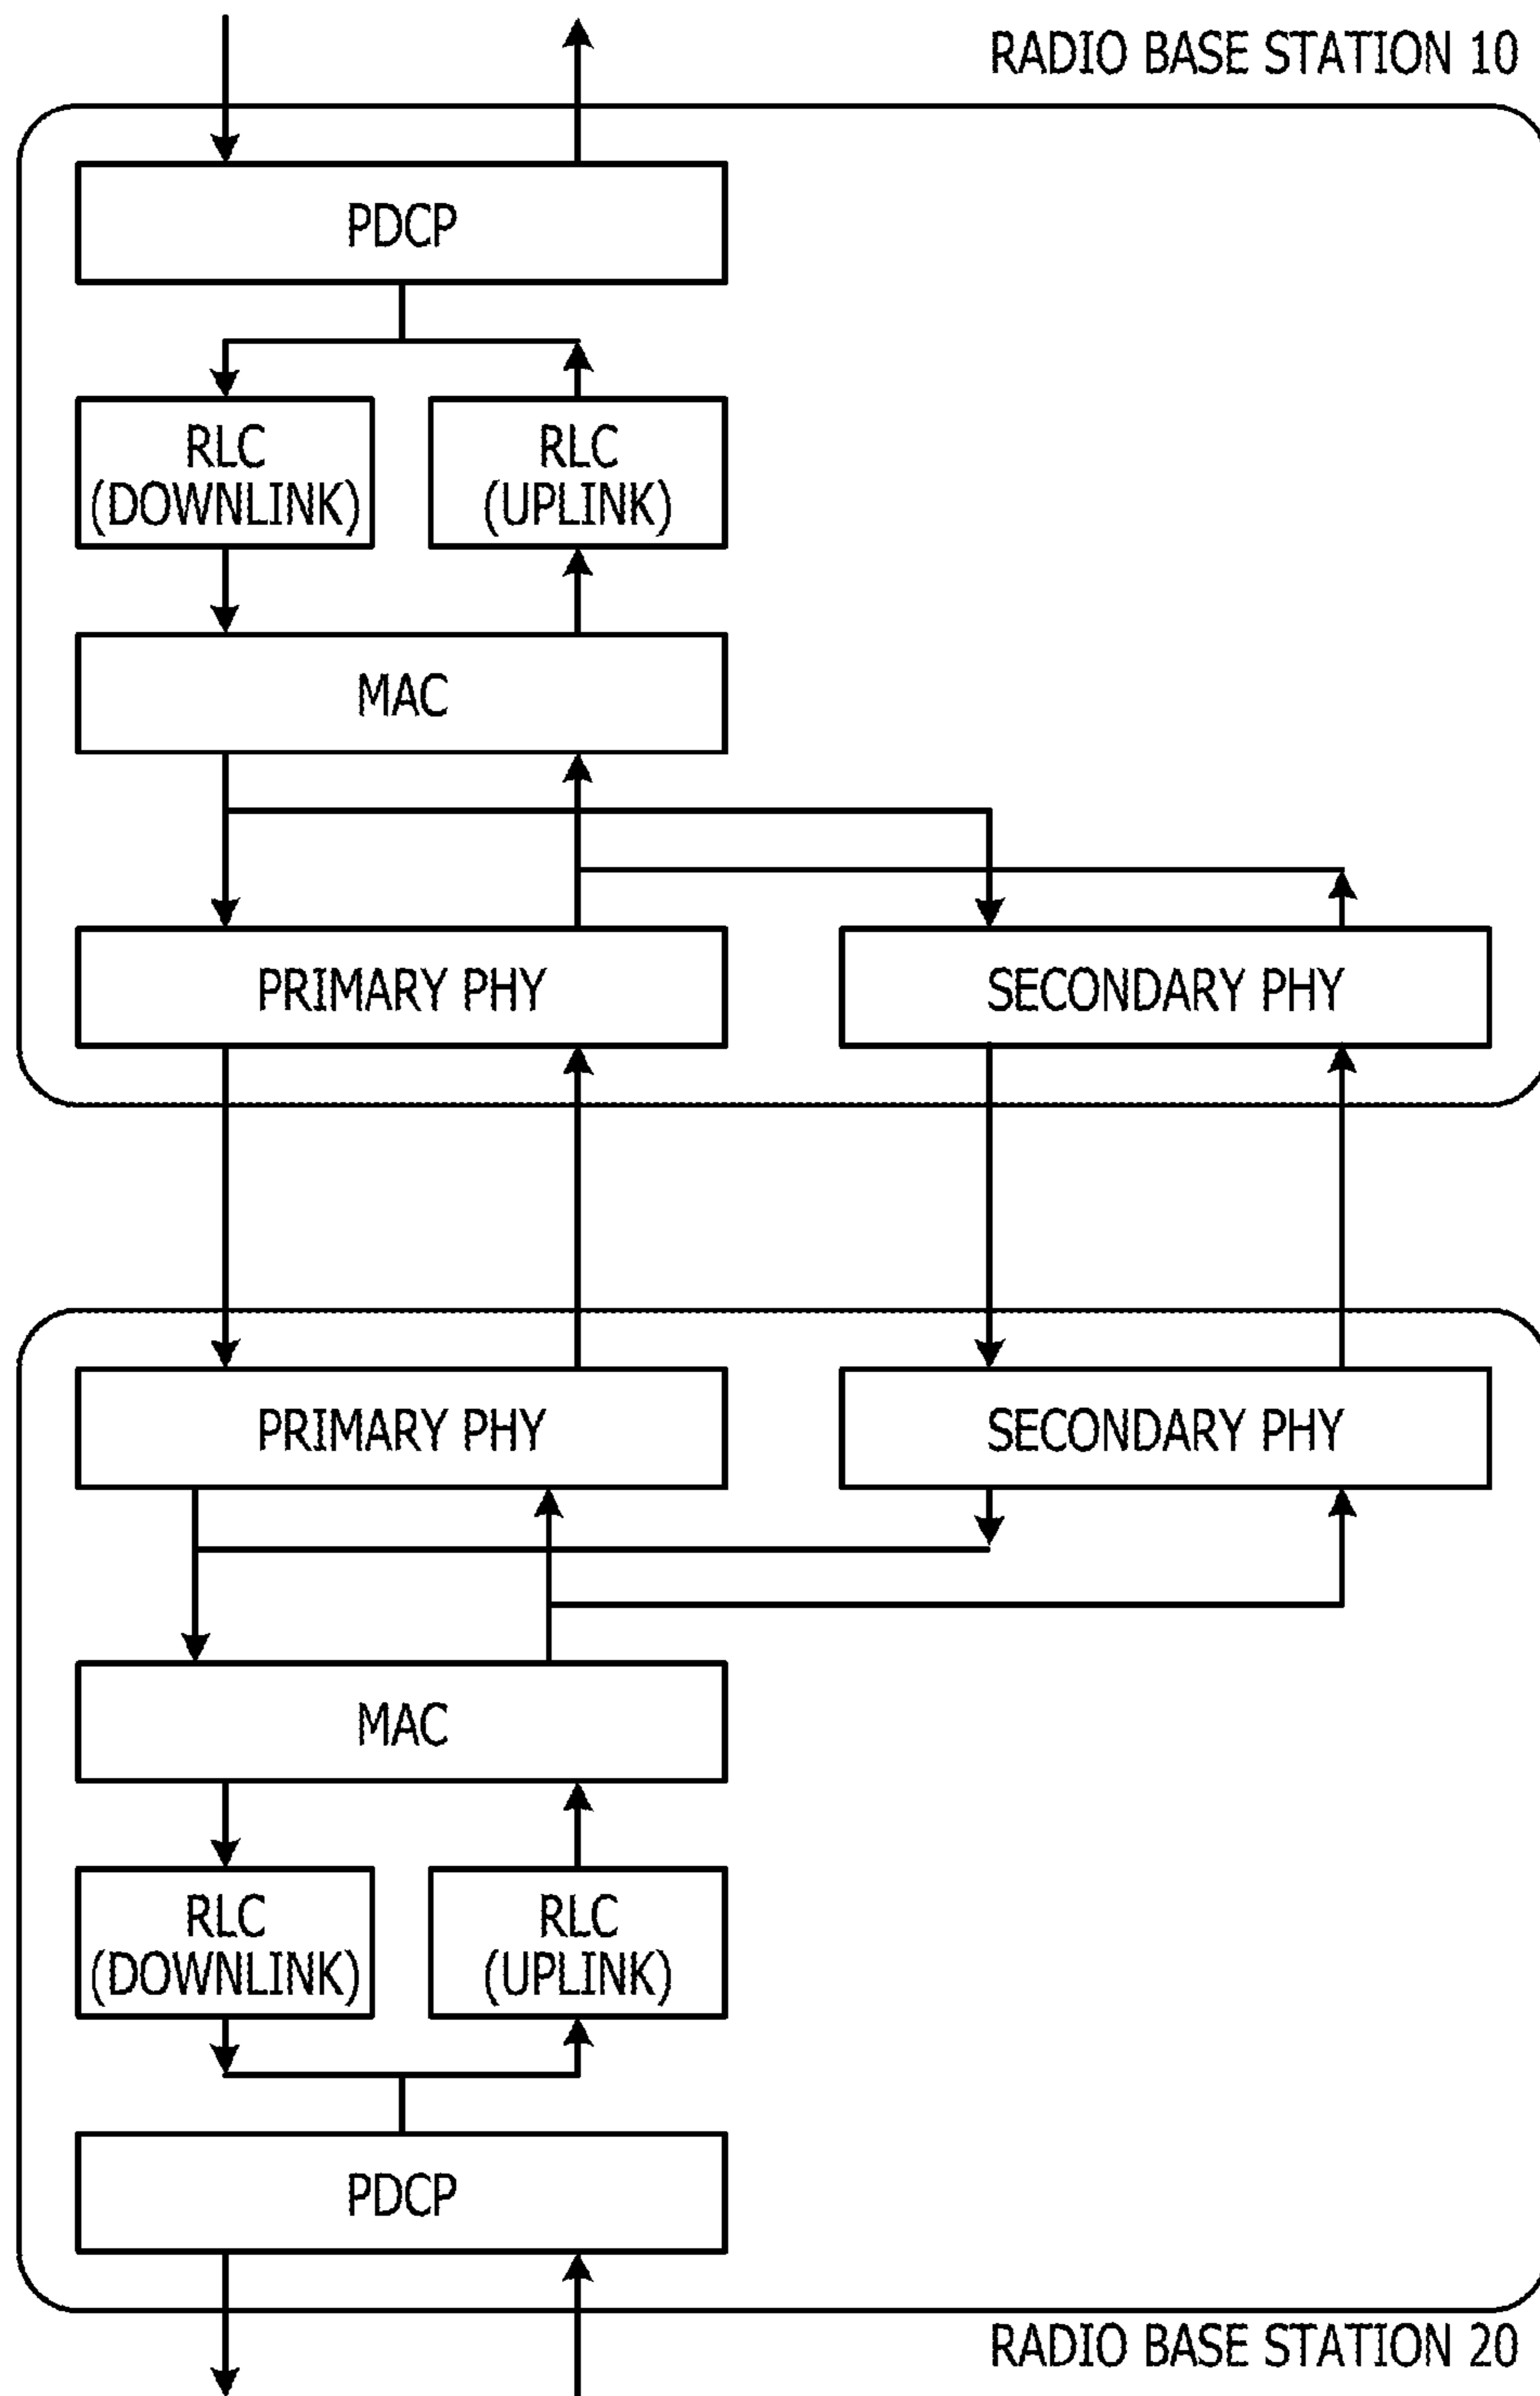 RADIO BASE STATION 10
PDCP
RLC
(DOWNLINK)
RLC
(UPLINK)
MAC
PRIMARY PHY
SECONDARY PHY
PRIMARY PHY
SECONDARY PHY
MAC
RLC
(DOWNLINK)
RLC
(UPLINK)
PDCP
RADIO BASE STATION 20